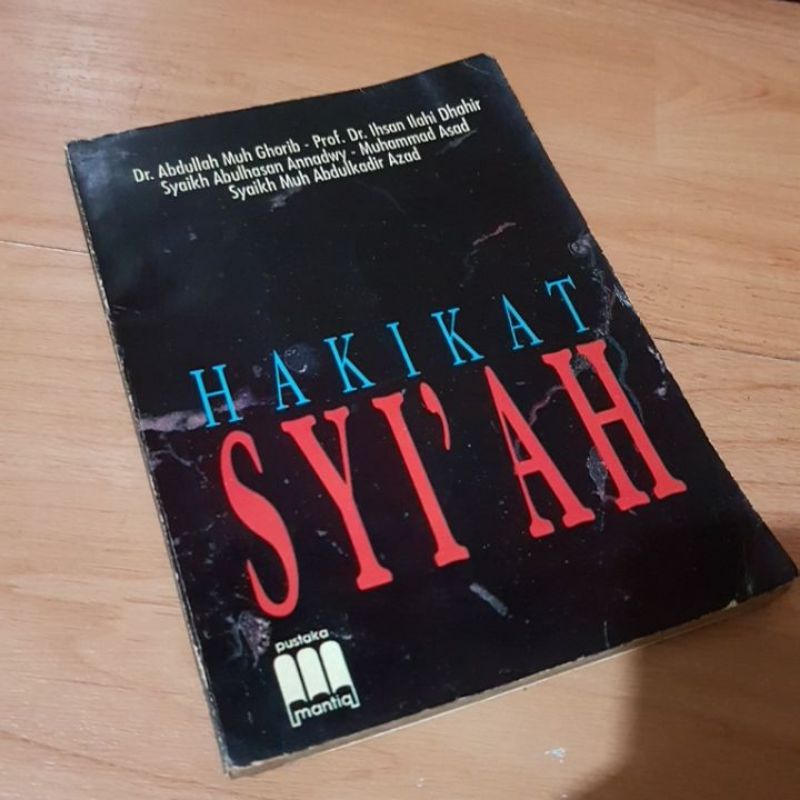 Dr. Abdullah Muh Ghorib - Prof. Dr. Ihsan Ilahi Dhahir
Syaikh Abulhasan Annadwy - Muhammad Asad
Syaikh Muh Abdulkadir Azad
HAKIKAT
SYI'AH
pustaka
mantiq